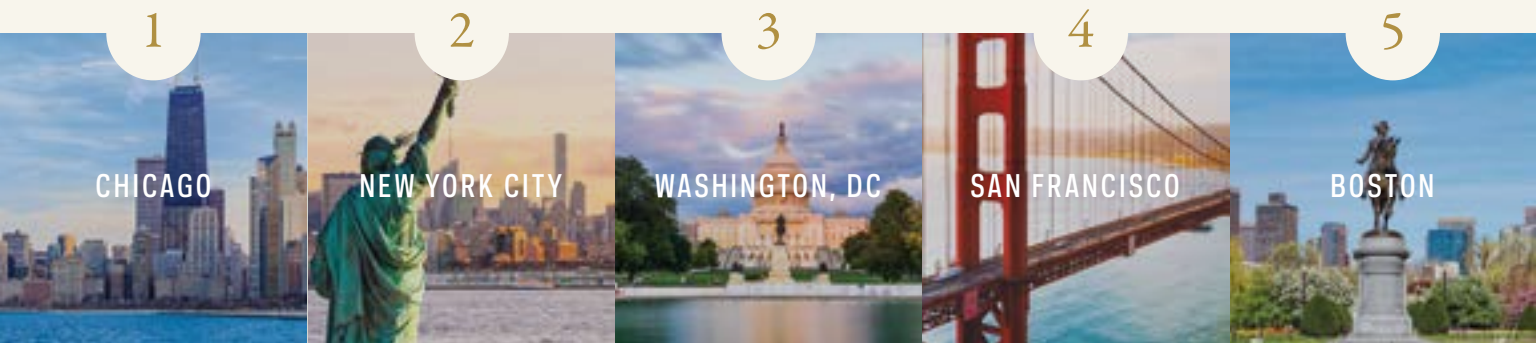 1
CHICAGO
2
NEW YORK CITY
3
WASHINGTON, DC
4
SAN FRANCISCO
5
BOSTON